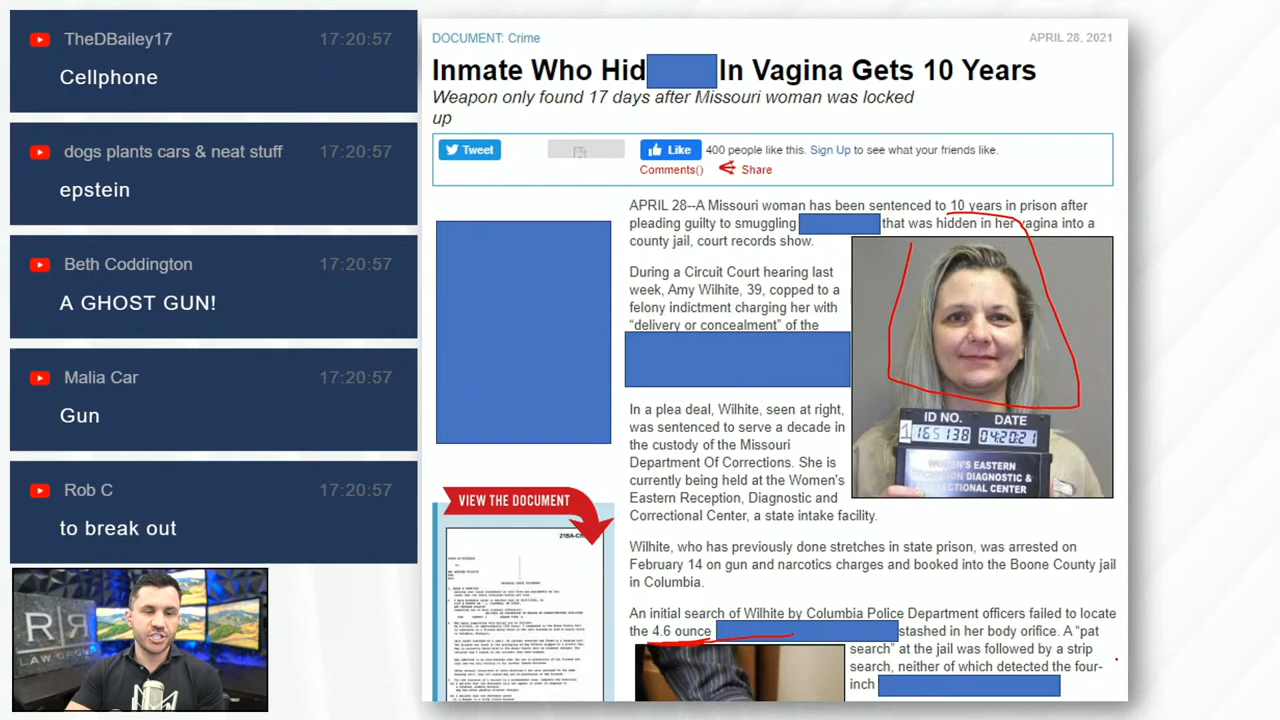 TheDBailey17 17:20:57
Cellphone
dogs plants cars & neat stuff 17:20:57
epstein
Beth Coddington 17:20:57
A GHOST GUN!
Malia Car 17:20:57
Gun
Rob C 17:20:57
to break out
LAW GROUP
DOCUMENT: Crime APRIL 28, 2021
Inmate Who Hid In Vagina Gets 10 Years
Weapon only found 17 days after Missouri woman was locked
up
Tweet
Like 400 people like this. Sign Up to see what your friends like.
Comments() Share
APRIL 28--A Missouri woman has been sentenced to 10 years in prison after
pleading guilty to smuggling that was hidden in her vagina into a
county jail, court records show.
During a Circuit Court hearing last
week, Amy Wilhite, 39, copped to a
felony indictment charging her with
“delivery or concealment” of the
In a plea deal, Wilhite, seen at right,
was sentenced to serve a decade in
the custody of the Missouri
Department Of Corrections. She is
currently being held at the Women's
Eastern Reception, Diagnostic and
Correctional Center, a state intake facility.
ID NO. DATE
1 165138 04:20:21
WOMEN'S EASTERN
RECEPTION DIAGNOSTIC &
CORRECTIONAL CENTER
Wilhite, who has previously done stretches in state prison, was arrested on
February 14 on gun and narcotics charges and booked into the Boone County jail
in Columbia.
An initial search of Wilhite by Columbia Police Department officers failed to locate
the 4.6 ounce stashed in her body orifice. A “pat
search” at the jail was followed by a strip
search, neither of which detected the four-
inch
VIEW THE DOCUMENT